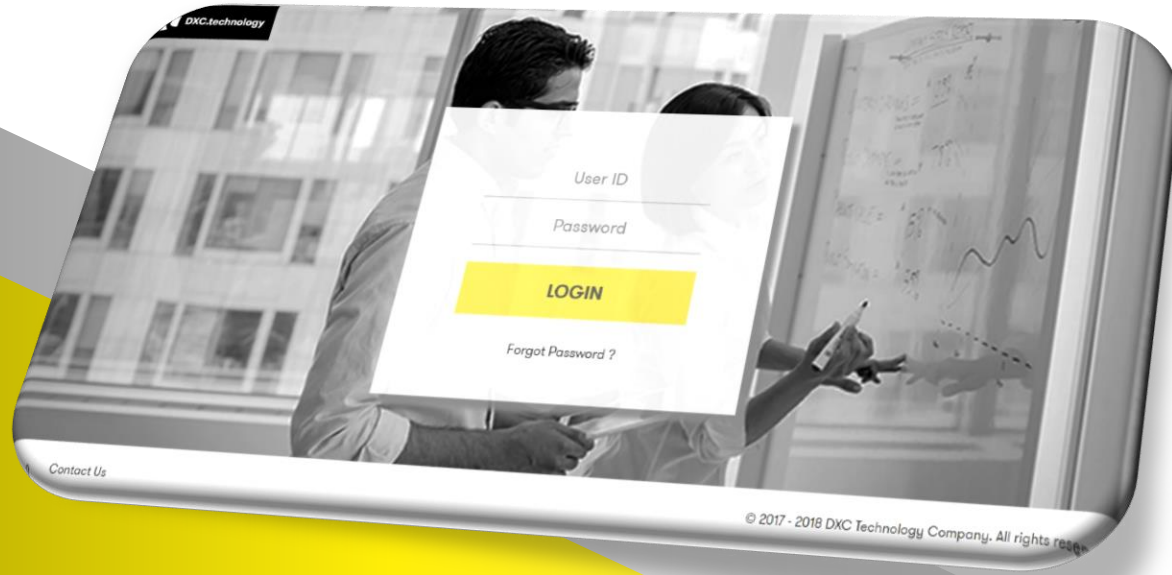 DXC.technology
User ID
Password
LOGIN
Forgot Password ?
Contact Us
© 2017 - 2018 DXC Technology Company. All rights